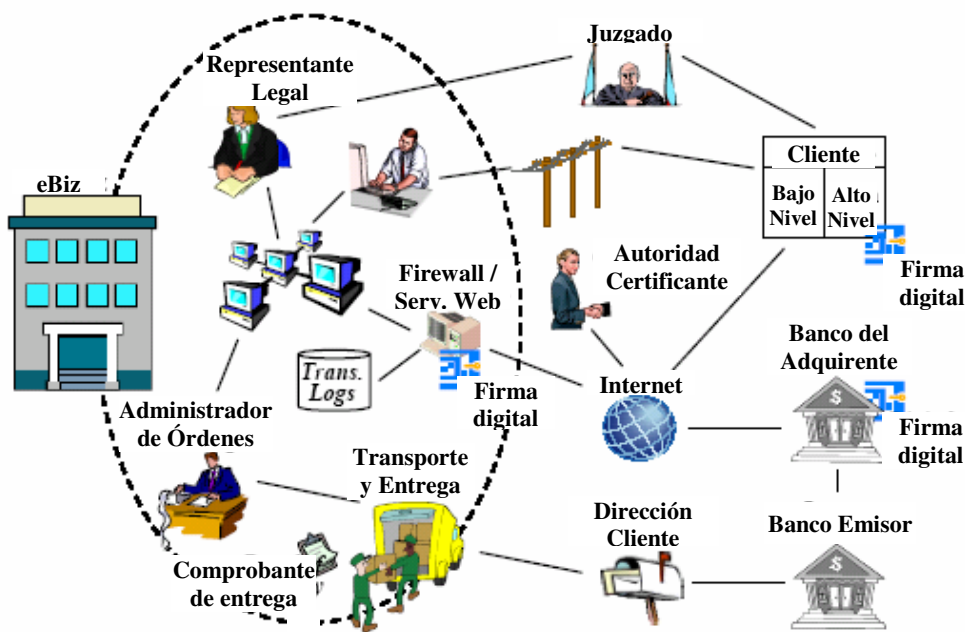 Juzgado
Representante
Legal
eBiz
Cliente
Bajo
Nivel
Alto
Nivel
Autoridad
Certificante
Firma
digital
Firewall /
Serv. Web
Trans.
Logs
Firma
digital
Internet
Banco del
Adquirente
Firma
digital
Administrador
de Órdenes
Transporte
y Entrega
Dirección
Cliente
Banco Emisor
Comprobante
de entrega